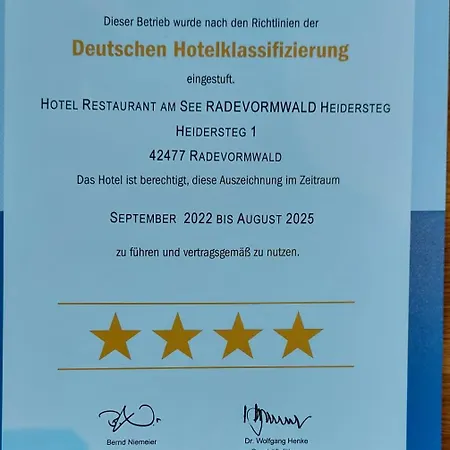 Dieser Betrieb wurde nach den Richtlinien der
Deutschen Hotelklassifizierung
eingestuft.
HOTEL RESTAURANT AM SEE RADEVORMWALD HEIDERSTEG
HEIDERSTEG 1
42477 RADEVORMWALD
Das Hotel ist berechtigt, diese Auszeichnung im Zeitraum
SEPTEMBER 2022 BIS AUGUST 2025
zu führen und vertragsgemäß zu nutzen.
Bernd Niemeier
Dr. Wolfgang Henke